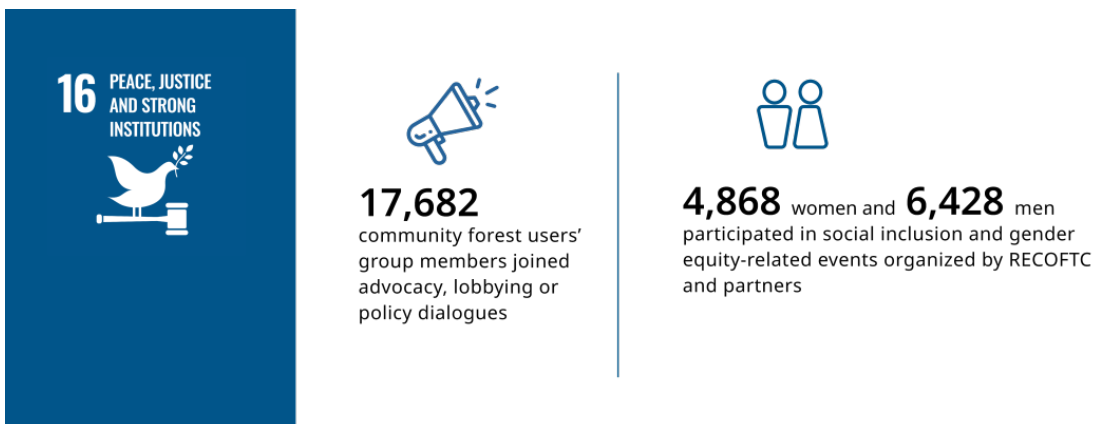 16 PEACE, JUSTICE
AND STRONG
INSTITUTIONS
17,682
community forest users’
group members joined
advocacy, lobbying or
policy dialogues
4,868 women and 6,428 men
participated in social inclusion and gender
equity-related events organized by RECOFTC
and partners